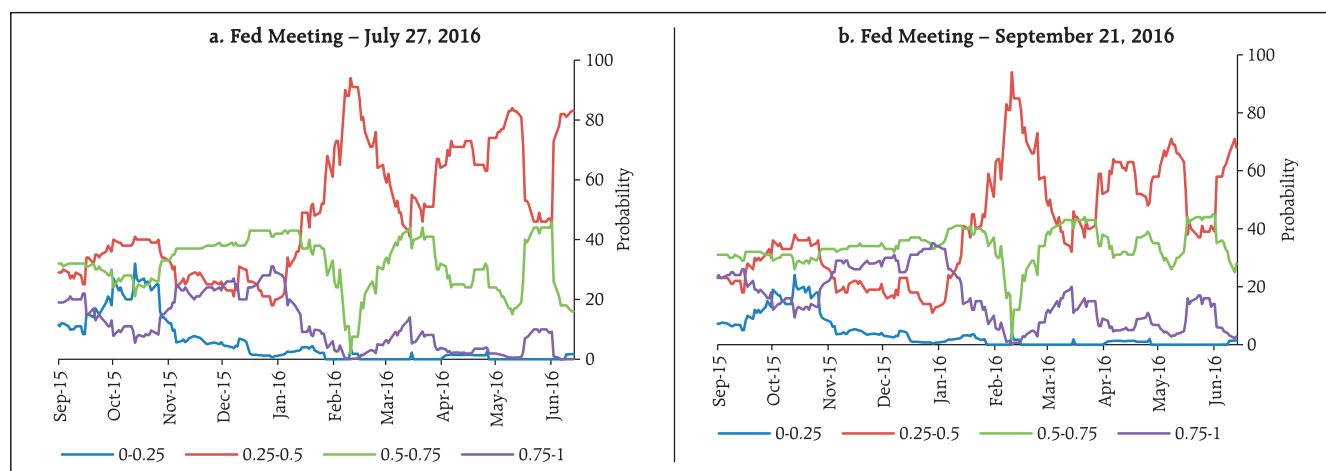 a. Fed Meeting – July 27, 2016
100
80
60
40
20
0
Probability
Sep-15
Oct-15
Nov-15
Dec-15
Jan-16
Feb-16
Mar-16
Apr-16
May-16
Jun-16
0-0.25
0.25-0.5
0.5-0.75
0.75-1
b. Fed Meeting – September 21, 2016
100
80
60
40
20
0
Probability
Sep-15
Oct-15
Nov-15
Dec-15
Jan-16
Feb-16
Mar-16
Apr-16
May-16
Jun-16
0-0.25
0.25-0.5
0.5-0.75
0.75-1